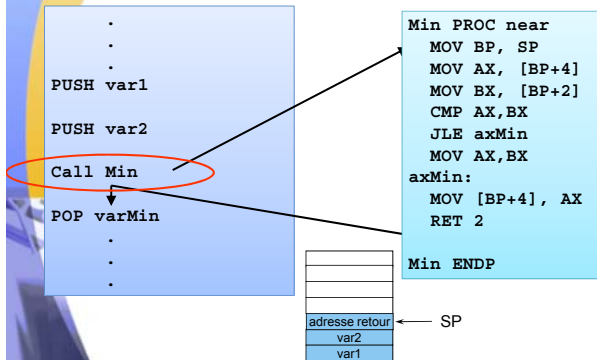 .
.
.
PUSH var1
PUSH var2
Call Min
POP varMin
.
.
.
Min PROC near
MOV BP, SP
MOV AX, [BP+4]
MOV BX, [BP+2]
CMP AX,BX
JLE axMin
MOV AX,BX
axMin:
MOV [BP+4], AX
RET 2
Min ENDP
adresse retour
SP
var2
var1